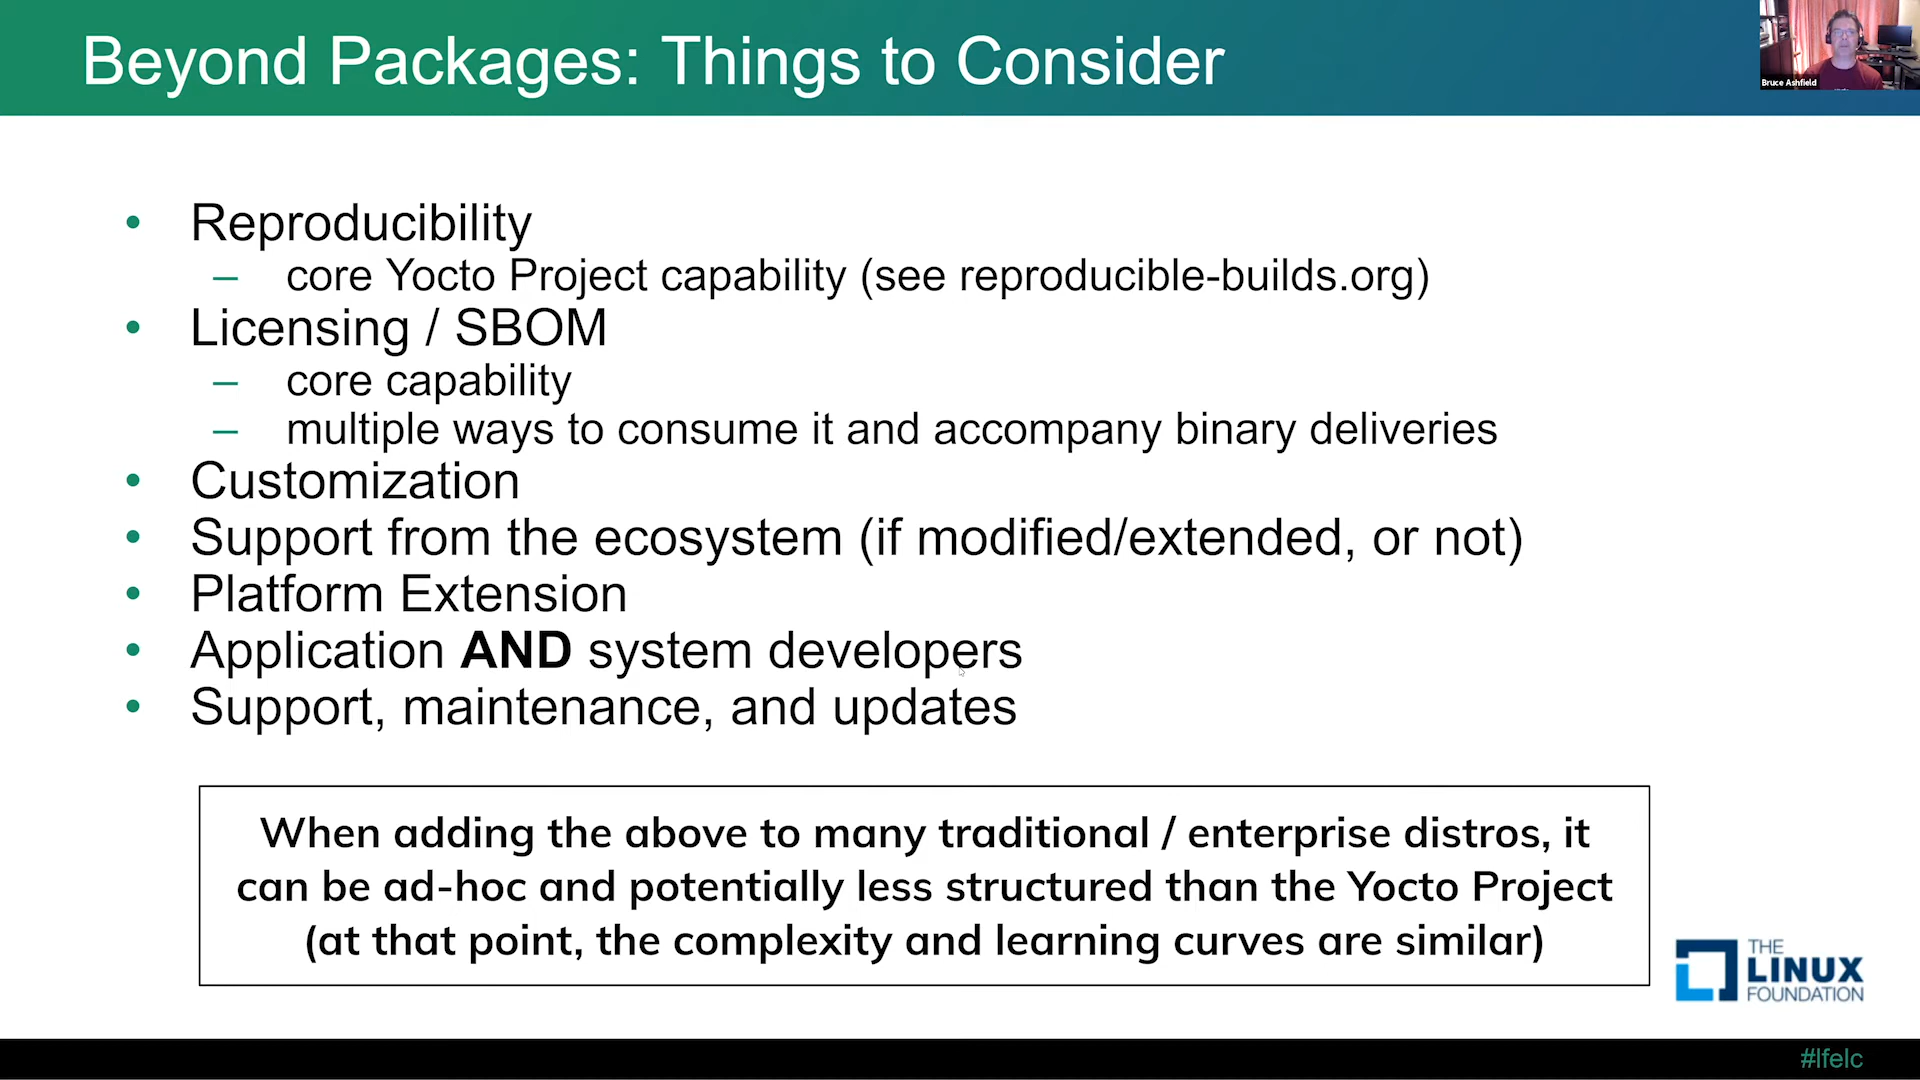 Beyond Packages: Things to Consider
Bruce Ashfield
• Reproducibility
– core Yocto Project capability (see reproducible-builds.org)
• Licensing / SBOM
– core capability
– multiple ways to consume it and accompany binary deliveries
• Customization
• Support from the ecosystem (if modified/extended, or not)
• Platform Extension
• Application AND system developers
• Support, maintenance, and updates
When adding the above to many traditional / enterprise distros, it
can be ad-hoc and potentially less structured than the Yocto Project
(at that point, the complexity and learning curves are similar)
THE
LINUX
FOUNDATION
#lfelc